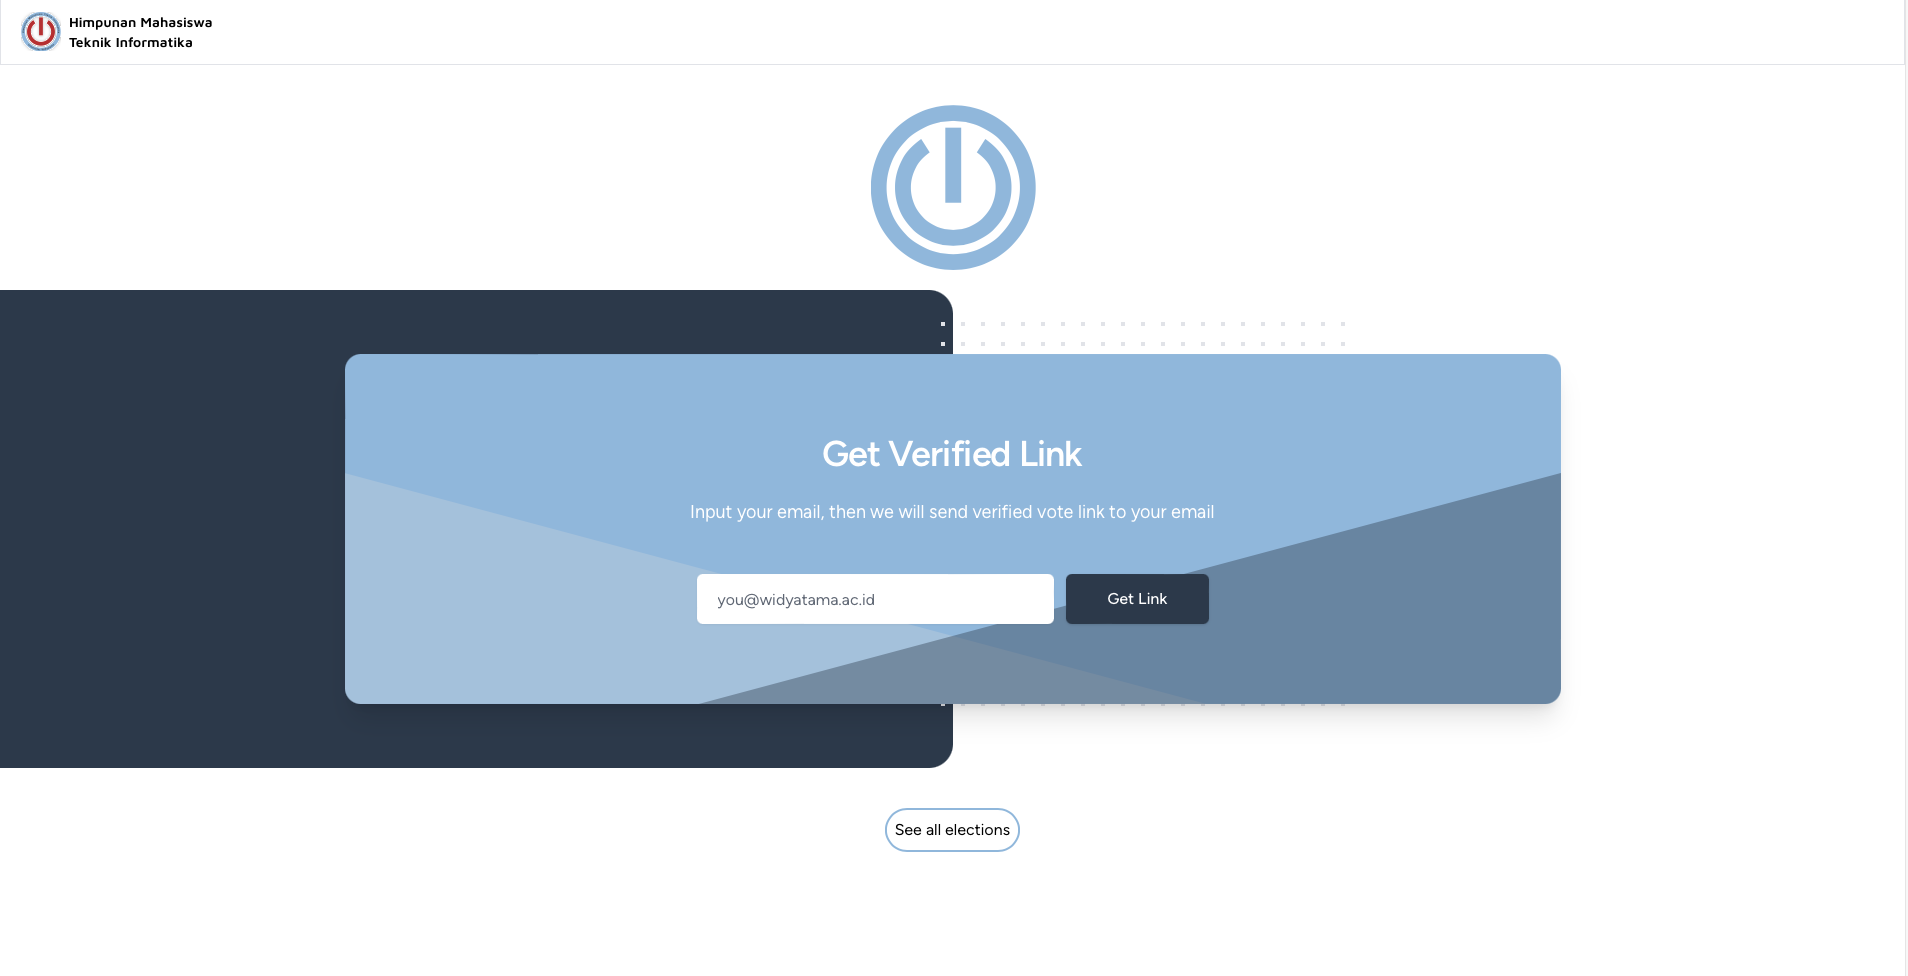 Himpunan Mahasiswa
Teknik Informatika
Get Verified Link
Input your email, then we will send verified vote link to your email
you@widyatama.ac.id
Get Link
See all elections